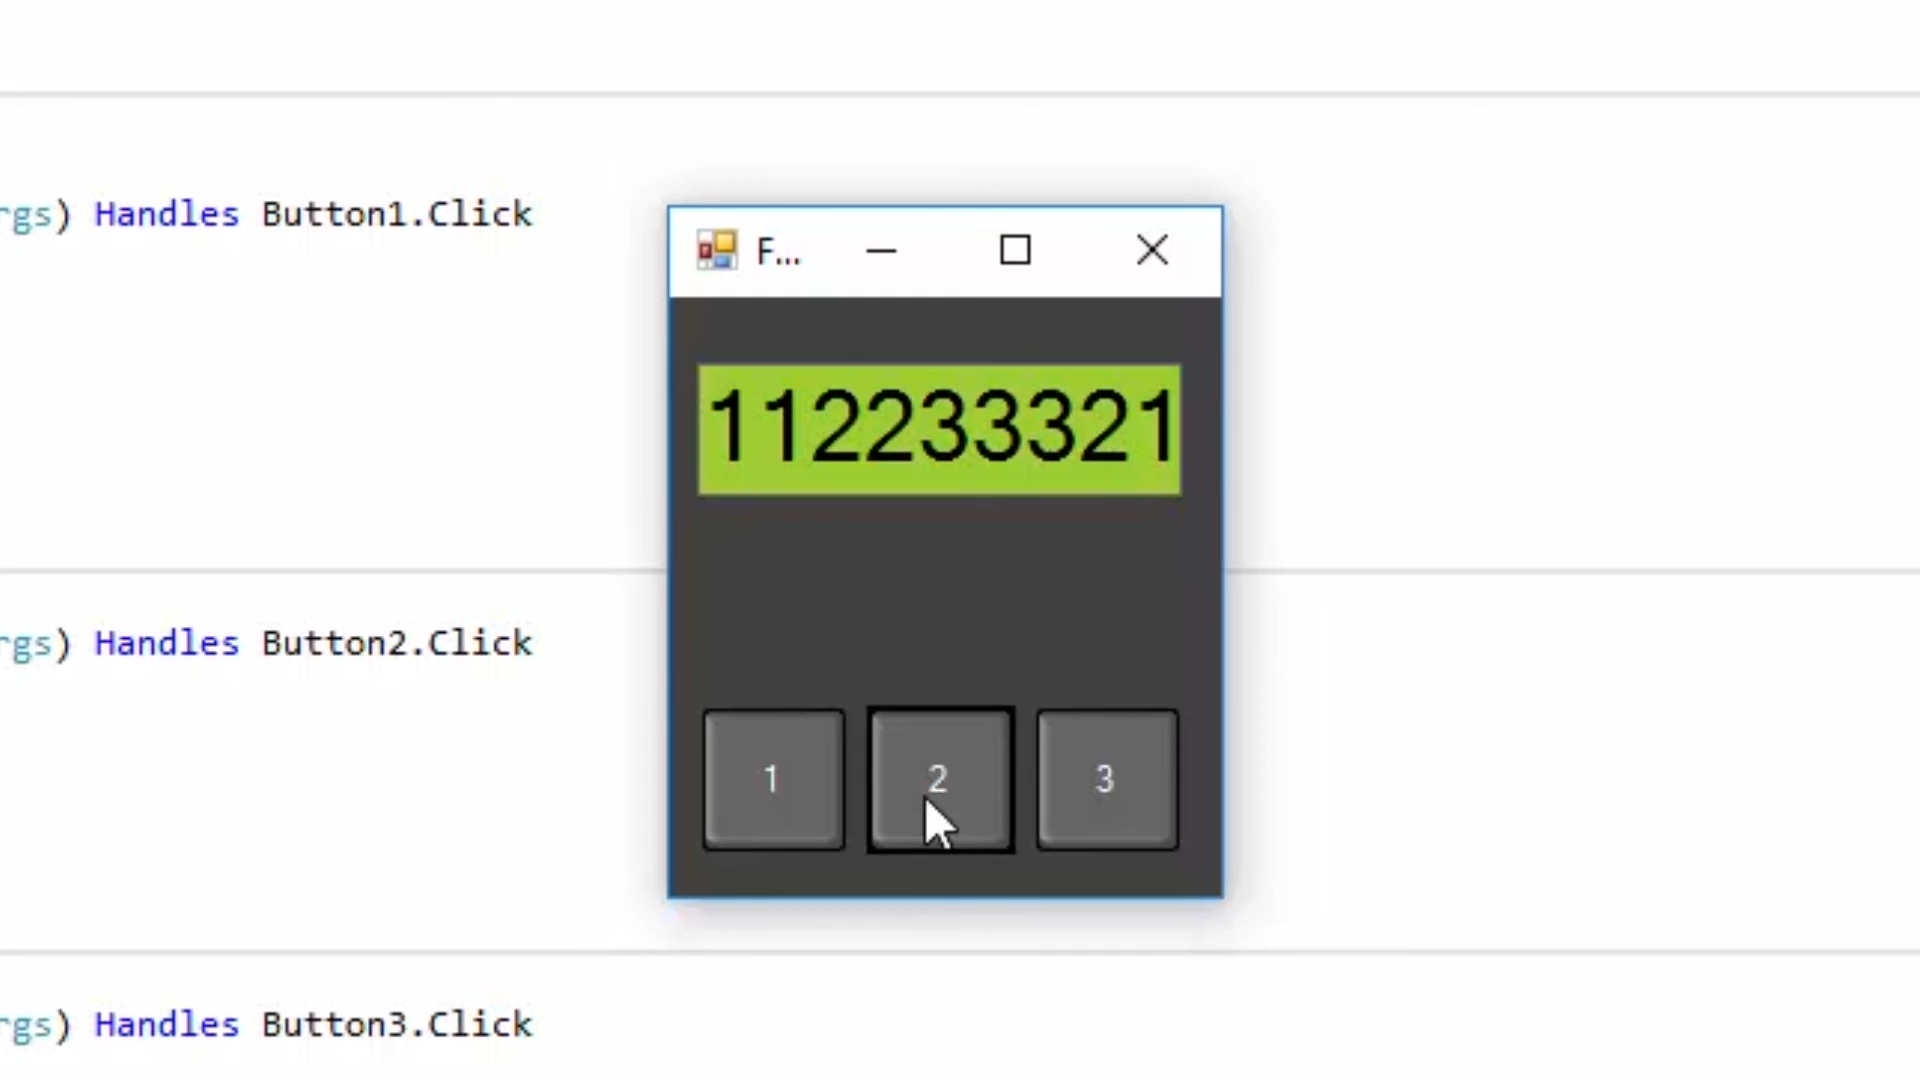 rgs) Handles Button1.Click
F...
112233321
rgs) Handles Button2.Click
1 2 3
rgs) Handles Button3.Click